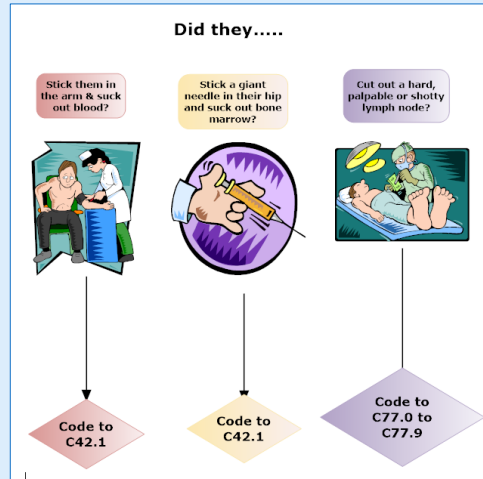 Did they.....
Stick them in
the arm & suck
out blood?
Stick a giant
needle in their hip
and suck out bone
marrow?
Cut out a hard,
palpable or shotty
lymph node?
Code to
C42.1
Code to
C42.1
Code to
C77.0 to
C77.9